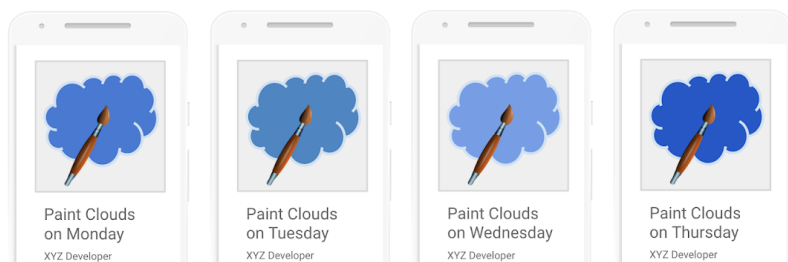 Paint Clouds
on Monday
XYZ Developer
Paint Clouds
on Tuesday
XYZ Developer
Paint Clouds
on Wednesday
XYZ Developer
Paint Clouds
on Thursday
XYZ Developer